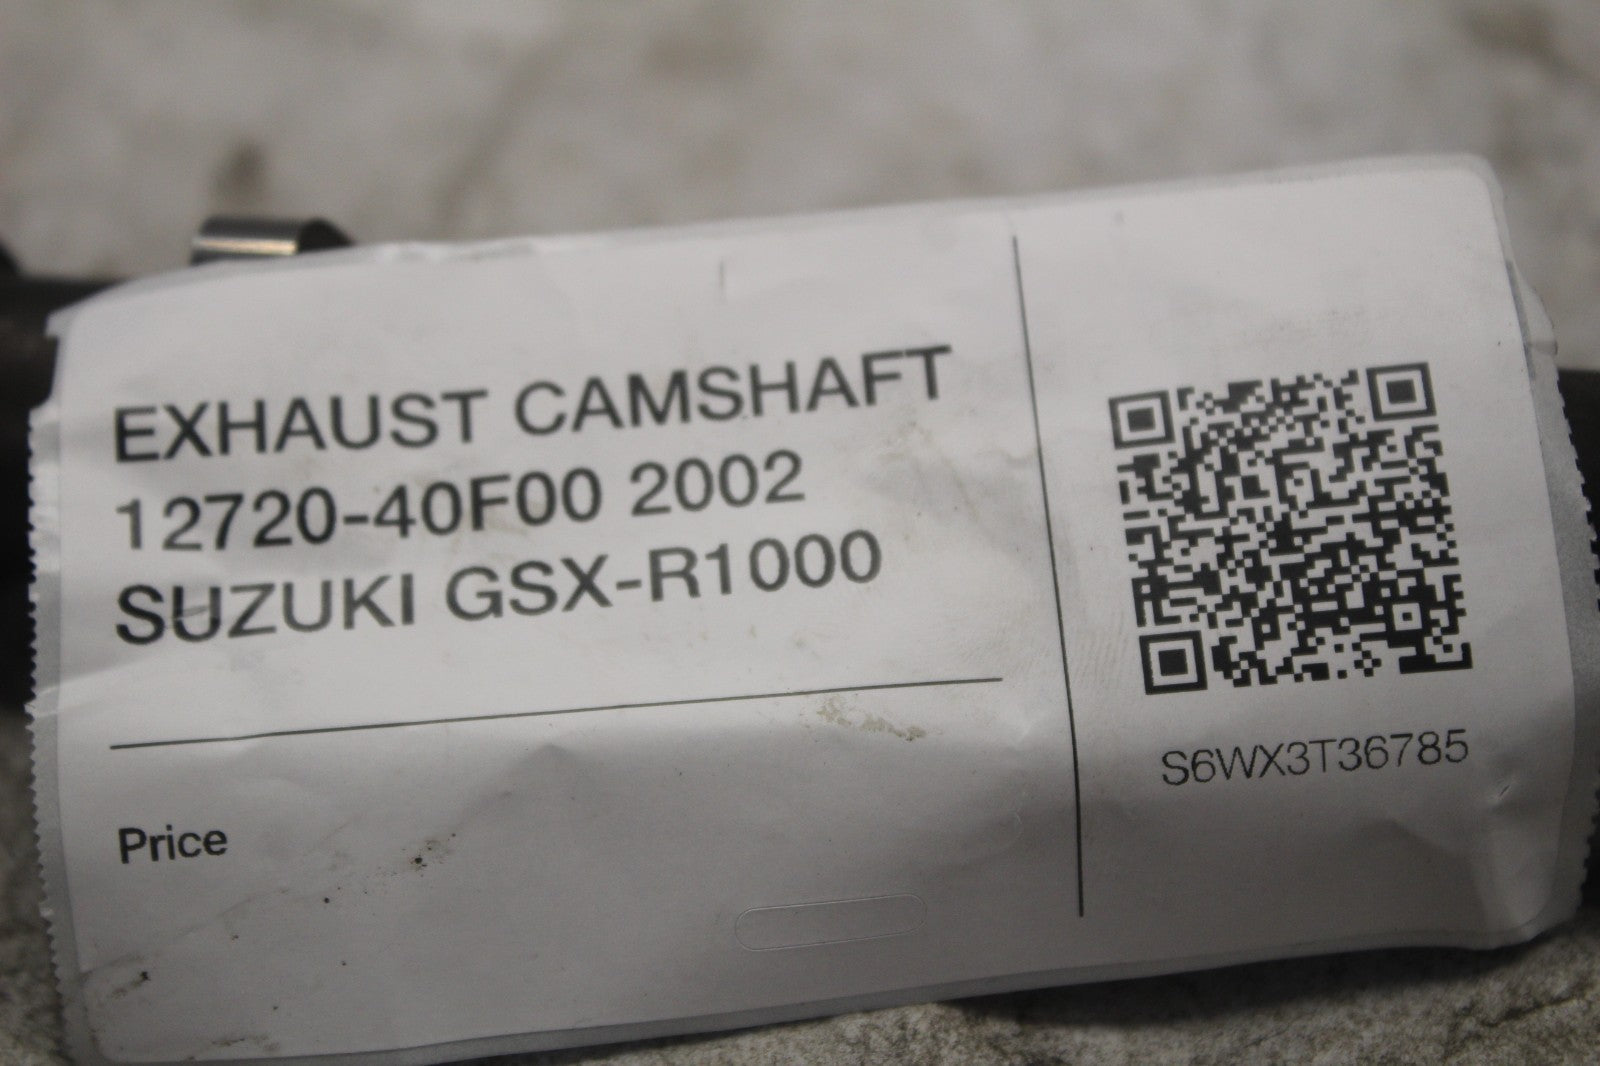 EXHAUST CAMSHAFT
12720-40F00 2002
SUZUKI GSX-R1000
Price
S6WX3T36785